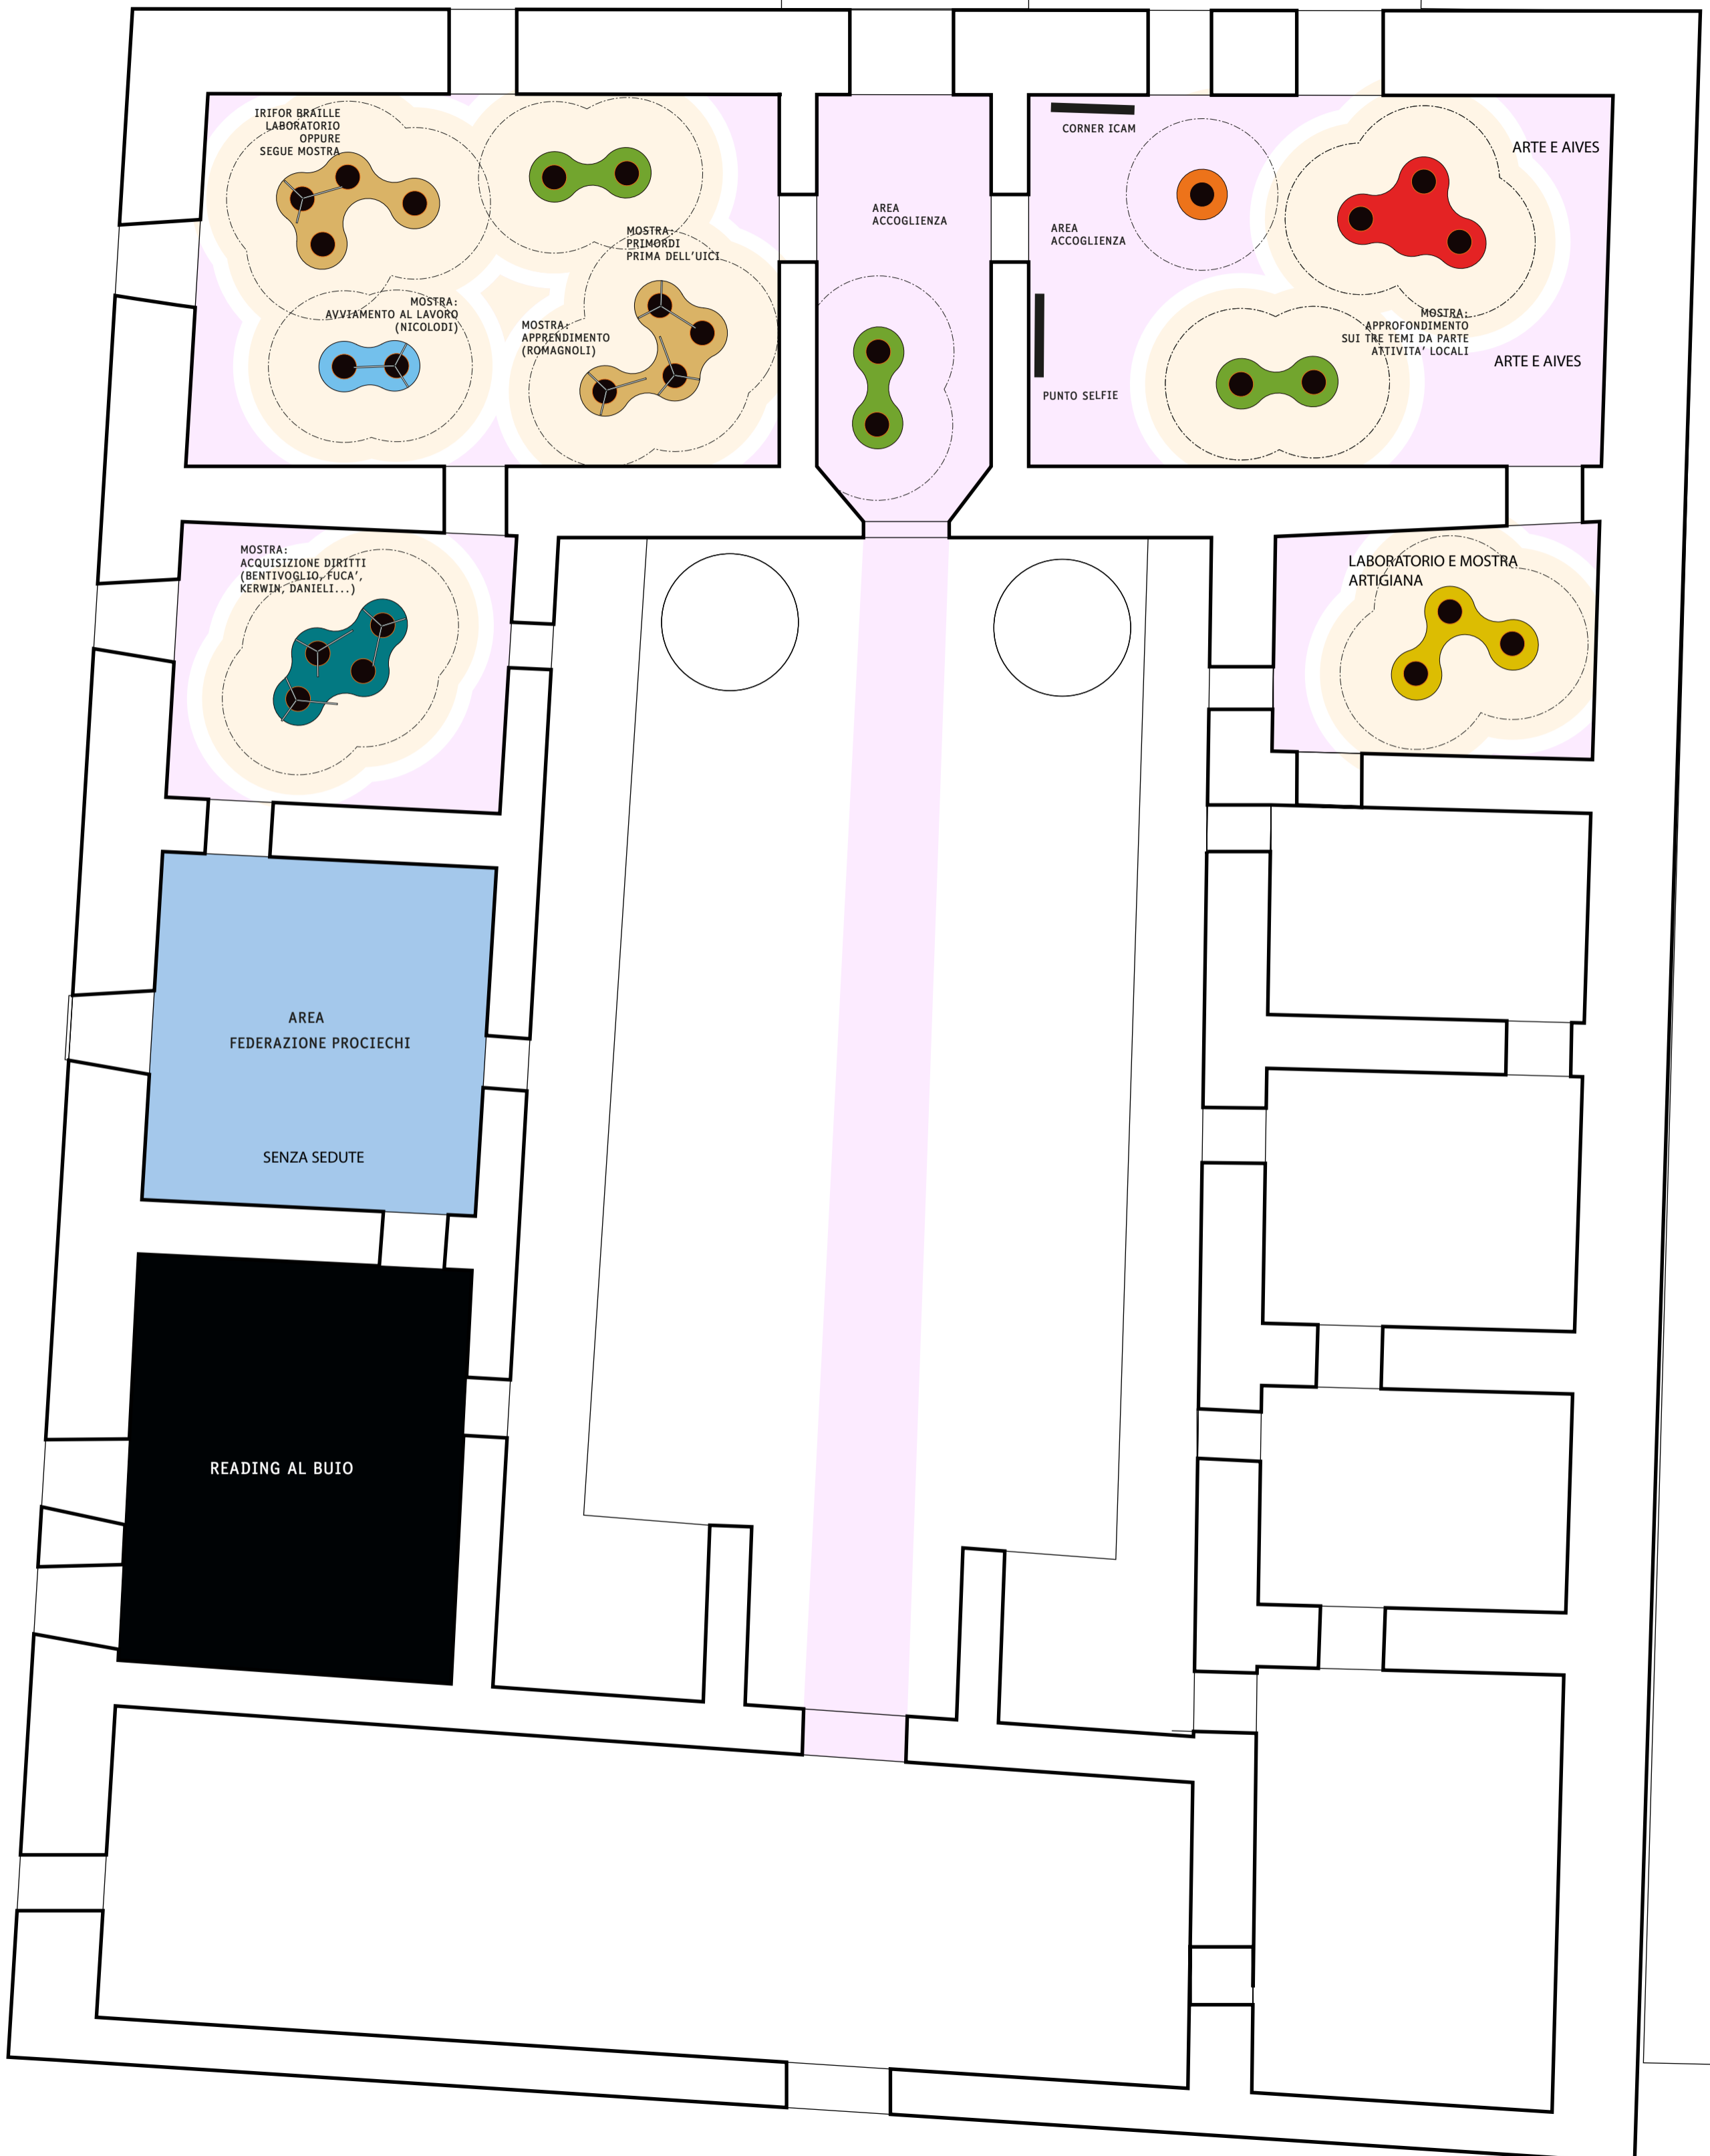 IRIFOR BRAILLE
LABORATORIO
OPPURE
SEGUE MOSTRA
MOSTRA:
PRIMORDI
PRIMA DELL'UICI
MOSTRA:
AVVIAMENTO AL LAVORO
(NICOLODI)
MOSTRA:
APPRENDIMENTO
(ROMAGNOLI)
AREA
ACCOGLIENZA
CORNER ICAM
AREA
ACCOGLIENZA
PUNTO SELFIE
ARTE E AIVES
MOSTRA:
APPROFONDIMENTO
SUI TRE TEMI DA PARTE
ATTIVITA' LOCALI
ARTE E AIVES
MOSTRA:
ACQUISIZIONE DIRITTI
(BENTIVOGLIO, FUCA',
KERWIN, DANIELI...)
LABORATORIO E MOSTRA
ARTIGIANA
AREA
FEDERAZIONE PROCIECHI
SENZA SEDUTE
READING AL BUIO